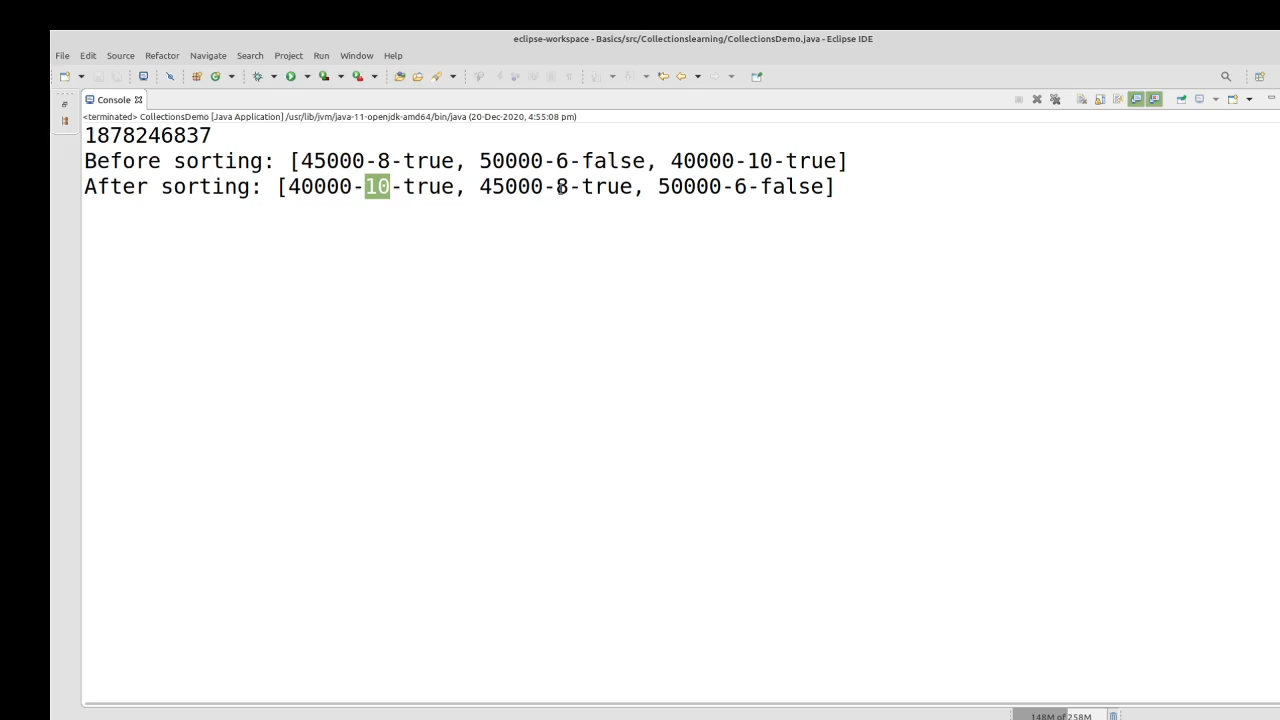 eclipse-workspace - Basics/src/Collectionslearning/CollectionsDemo.java - Eclipse IDE
File Edit Source Refactor Navigate Search Project Run Window Help
Console
<terminated> CollectionsDemo [Java Application] /usr/lib/jvm/java-11-openjdk-amd64/bin/java (20-Dec-2020, 4:55:08 pm)
1878246837
Before sorting: [45000-8-true, 50000-6-false, 40000-10-true]
After sorting: [40000-10-true, 45000-8-true, 50000-6-false]
148M of 258M